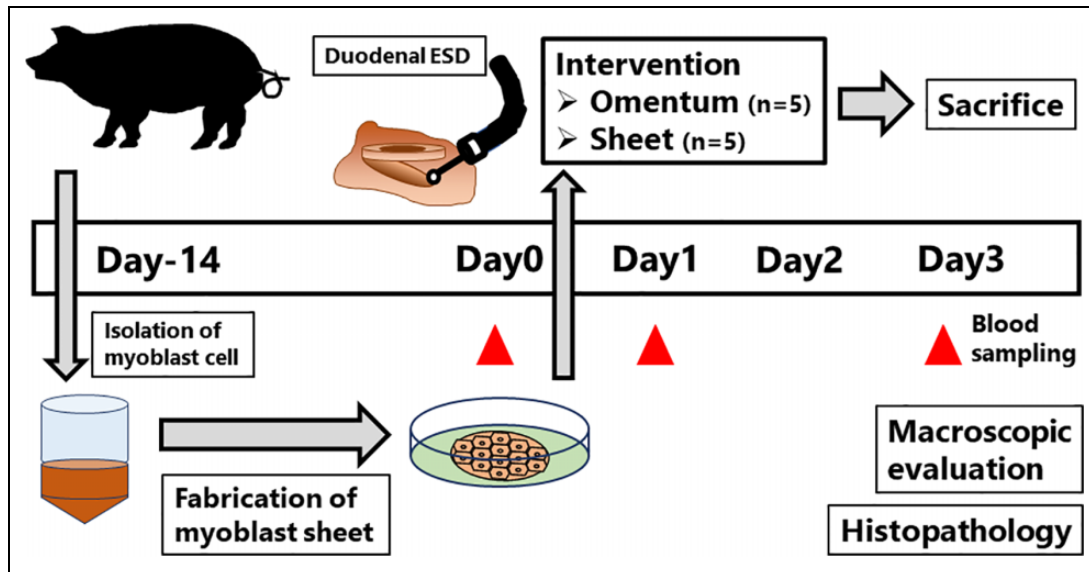 Duodenal ESD
Intervention
➢ Omentum (n=5)
➢ Sheet (n=5)
Sacrifice
Day-14
Day0
Day1
Day2
Day3
Isolation of
myoblast cell
Blood
sampling
Fabrication of
myoblast sheet
Macroscopic
evaluation
Histopathology